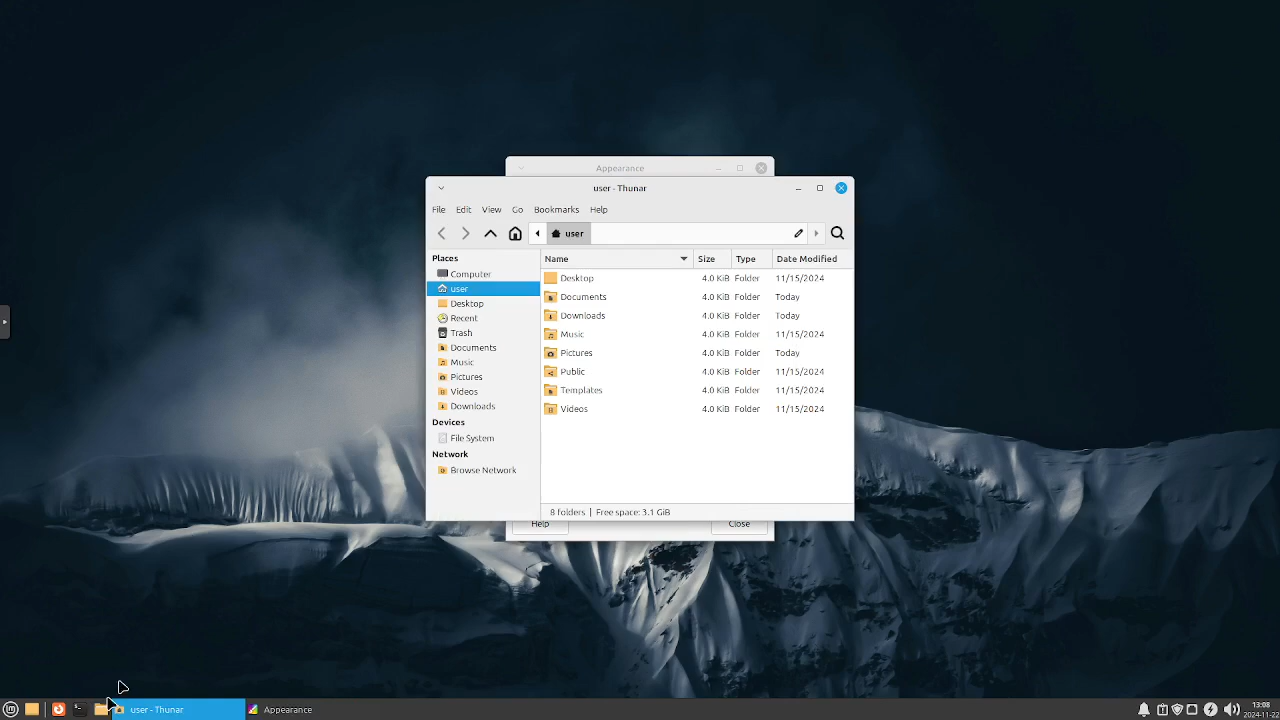 Appearance
user - Thunar
File Edit View Go Bookmarks Help
user
Places
Computer
user
Desktop
Recent
Trash
Documents
Music
Pictures
Videos
Downloads
Devices
File System
Network
Browse Network
Name Size Type Date Modified
Desktop 4.0 KiB Folder 11/15/2024
Documents 4.0 KiB Folder Today
Downloads 4.0 KiB Folder Today
Music 4.0 KiB Folder 11/15/2024
Pictures 4.0 KiB Folder Today
Public 4.0 KiB Folder 11/15/2024
Templates 4.0 KiB Folder 11/15/2024
Videos 4.0 KiB Folder 11/15/2024
8 folders | Free space: 3.1 GiB
Help Close
user - Thunar Appearance 13:08
2024-11-22